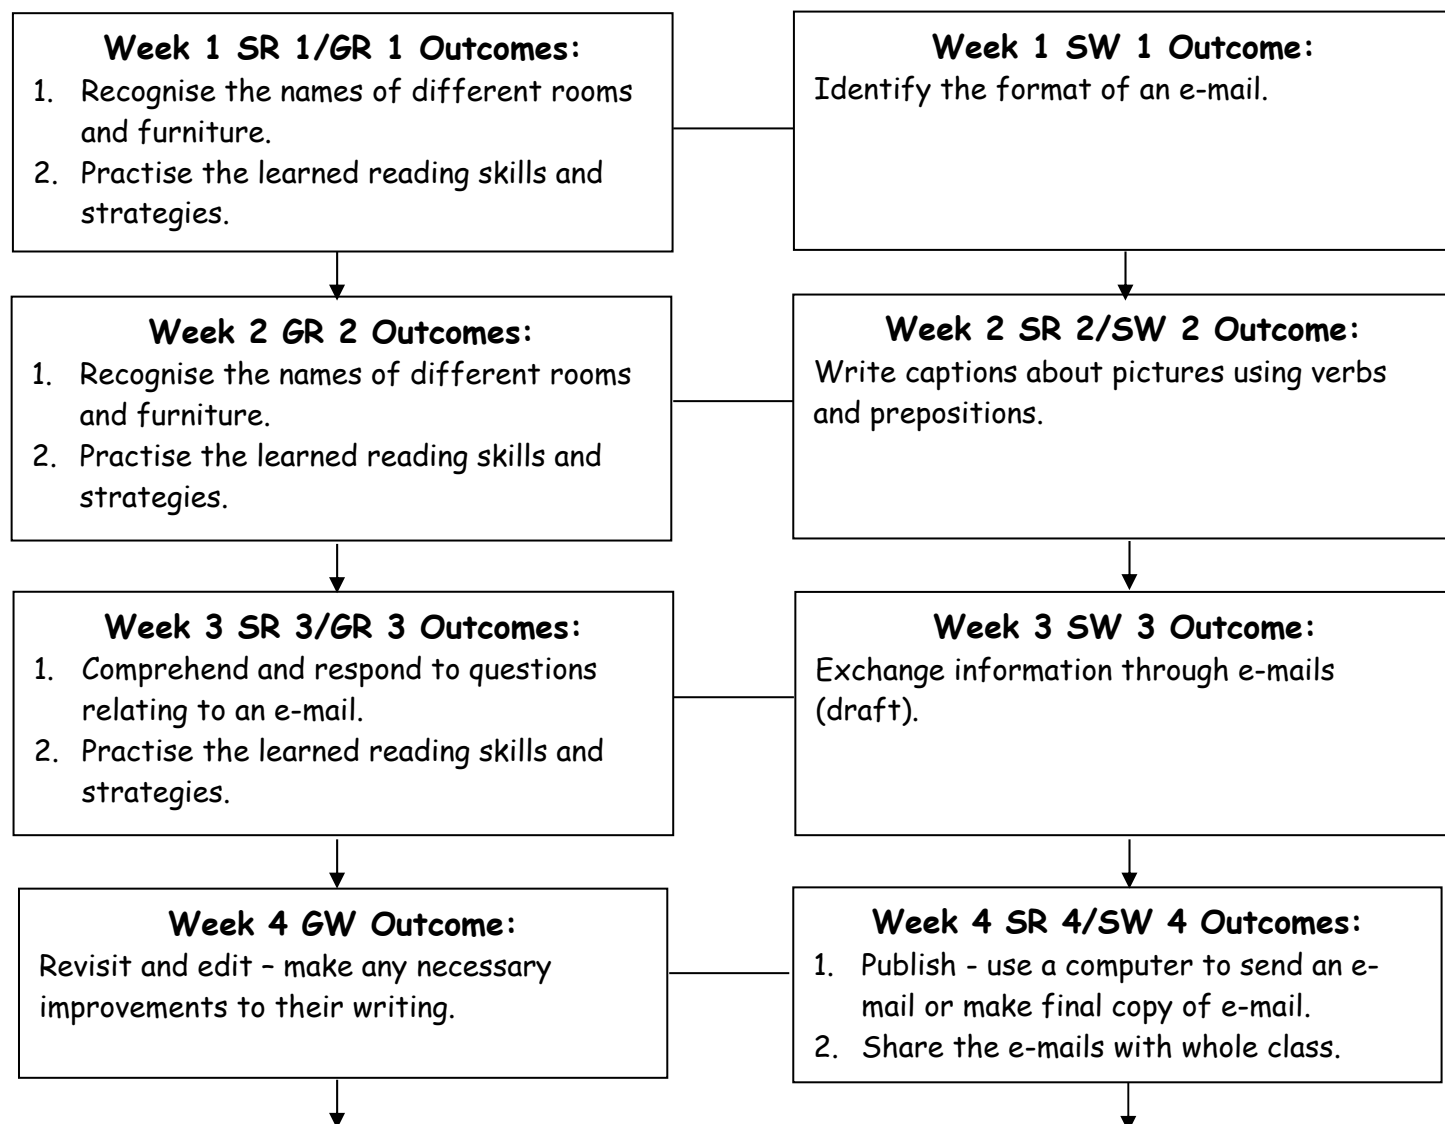 Week 1 SR 1/GR 1 Outcomes:
1. Recognise the names of different rooms
and furniture.
2. Practise the learned reading skills and
strategies.
Week 1 SW 1 Outcome:
Identify the format of an e-mail.
Week 2 GR 2 Outcomes:
1. Recognise the names of different rooms
and furniture.
2. Practise the learned reading skills and
strategies.
Week 2 SR 2/SW 2 Outcome:
Write captions about pictures using verbs
and prepositions.
Week 3 SR 3/GR 3 Outcomes:
1. Comprehend and respond to questions
relating to an e-mail.
2. Practise the learned reading skills and
strategies.
Week 3 SW 3 Outcome:
Exchange information through e-mails
(draft).
Week 4 GW Outcome:
Revisit and edit – make any necessary
improvements to their writing.
Week 4 SR 4/SW 4 Outcomes:
1. Publish - use a computer to send an e-
mail or make final copy of e-mail.
2. Share the e-mails with whole class.